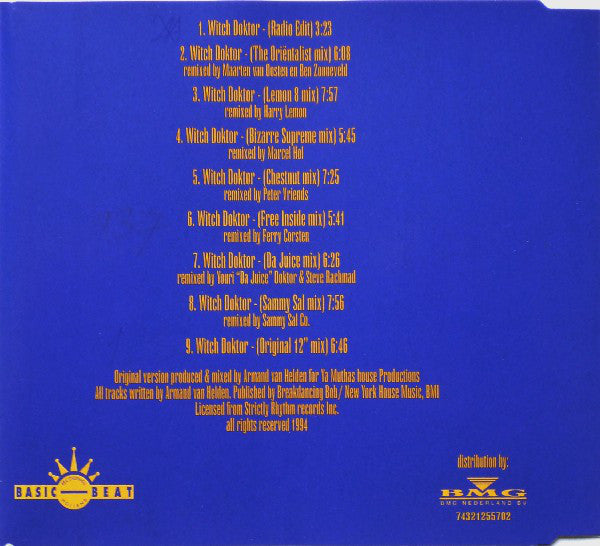 1. Witch Doktor - (Radio Edit) 3:23
2. Witch Doktor - (The Oriëntalist mix) 6:08
remixed by Maarten van Oosten en Ben Zonneveld
3. Witch Doktor - (Lemon 8 mix) 7:57
remixed by Harry Lemon
4. Witch Doktor - (Bizarre Supreme mix) 5:45
remixed by Marcel Hol
5. Witch Doktor - (Chestnut mix) 7:25
remixed by Peter Vriends
6. Witch Doktor - (Free Inside mix) 5:41
remixed by Ferry Corsten
7. Witch Doktor - (Da Juice mix) 6:26
remixed by Youri "Da Juice" Doktor & Steve Rachmad
8. Witch Doktor - (Sammy Sal mix) 7:56
remixed by Sammy Sal Co.
9. Witch Doktor - (Original 12" mix) 6:46
Original version produced & mixed by Armand van Helden for Ya Muthas house Productions
All tracks written by Armand van Helden. Published by Breakdancing Bob/ New York House Music, BMI
Licensed from Strictly Rhythm records Inc.
all rights reserved 1994
BASIC BEAT
distribution by:
BMG
BMG NEDERLAND BV
74321255702